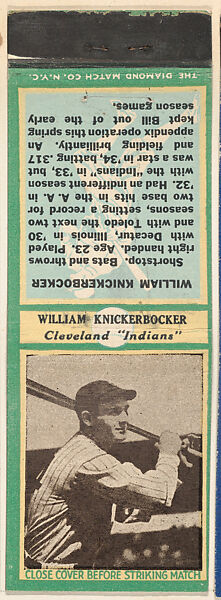 THE DIAMOND MATCH CO. N.Y.C.
WILLIAM KNICKERBOCKER
Shortstop. Bats and throws
right handed. Age 23. Played
with Decatur, Illinois in '30
with Toledo the next two
seasons, setting a record for
two base hits in the A. A. in
'32. Had an indifferent season
with the "Indians" in '33, but
was a star in '34, batting .317
and fielding brilliantly. An
appendix operation this spring
kept Bill out of the early
season games.
WILLIAM KNICKERBOCKER
Cleveland "Indians"
CLOSE COVER BEFORE STRIKING MATCH